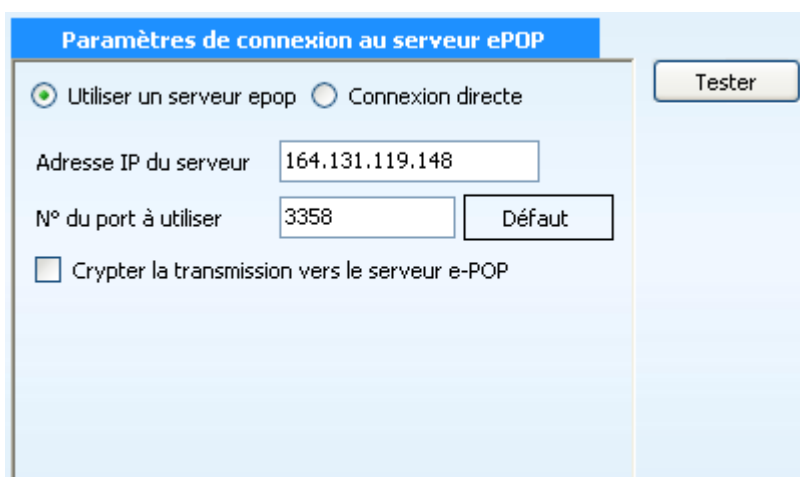 Paramètres de connexion au serveur ePOP
Utiliser un serveur epop Connexion directe
Tester
Adresse IP du serveur 164.131.119.148
N° du port à utiliser 3358 Défaut
Crypter la transmission vers le serveur e-POP